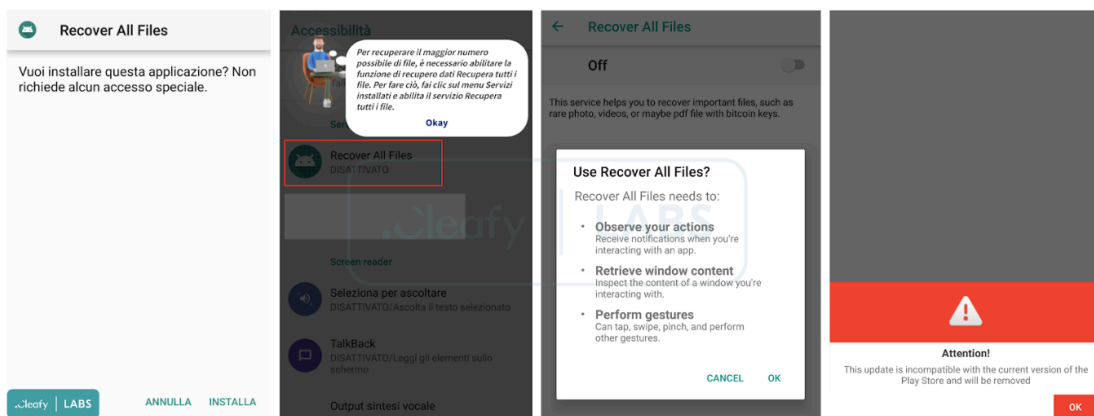 Recover All Files
Vuoi installare questa applicazione? Non
richiede alcun accesso speciale.
.:Cleafy | LABS
ANNULLA INSTALLA
Accessibilità
Per recuperare il maggior numero
possibile di file, è necessario abilitare la
funzione di recupero dati Recupera tutti i
file. Per fare ciò, fai clic sul menu Servizi
installati e abilita il servizio Recupera
tutti i file.
Okay
Recover All Files
DISATTIVATO
Screen reader
Seleziona per ascoltare
DISATTIVATO/Ascolta il testo selezionato
TalkBack
DISATTIVATO/Leggi gli elementi sullo
schermo
Output sintesi vocale
Recover All Files
Off
This service helps you to recover important files, such as
rare photo, videos, or maybe pdf file with bitcoin keys.
Use Recover All Files?
Recover All Files needs to:
• Observe your actions
Receive notifications when you're
interacting with an app.
• Retrieve window content
Inspect the content of a window you're
interacting with.
• Perform gestures
Can tap, swipe, pinch, and perform
other gestures.
CANCEL OK
.:Cleafy | LABS
Attention!
This update is incompatible with the current version of the
Play Store and will be removed
OK